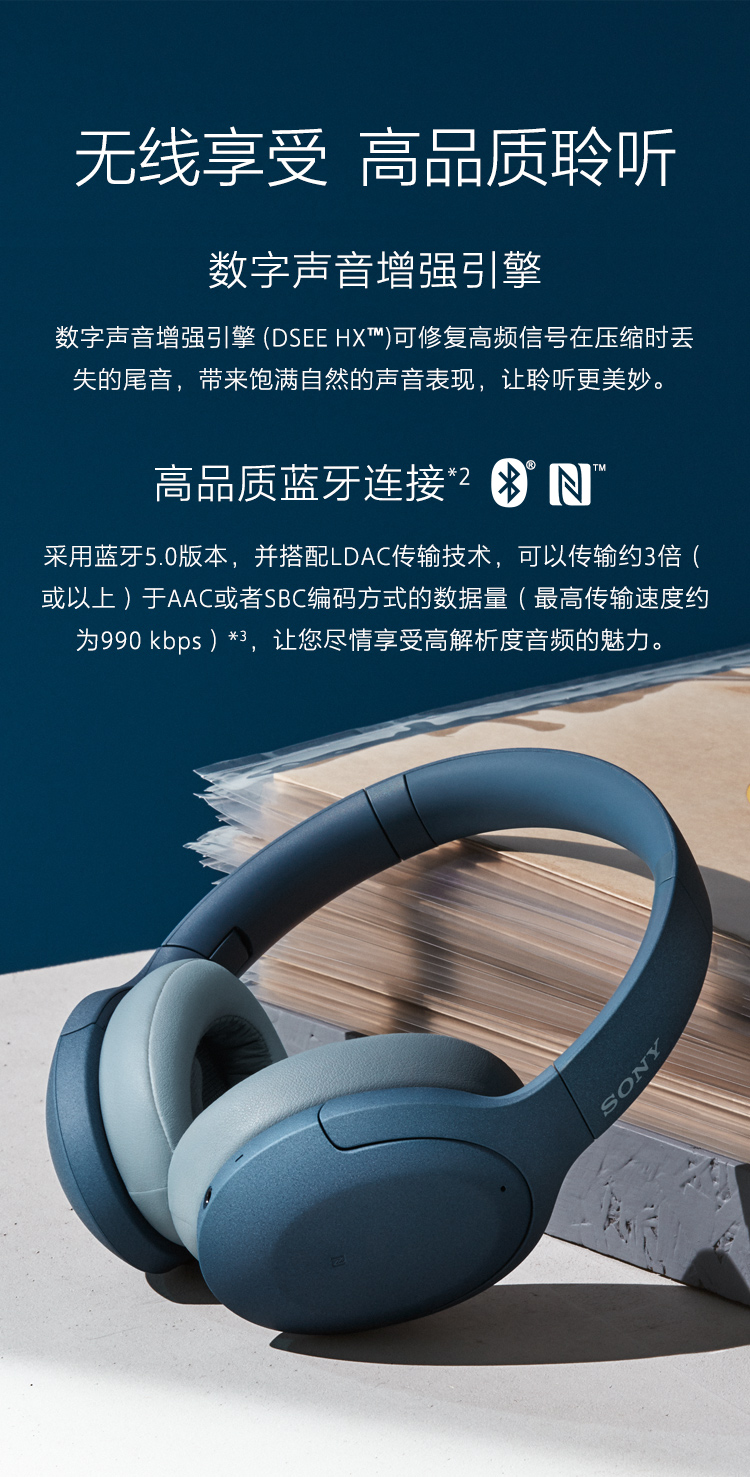 无线享受 高品质聆听
数字声音增强引擎
数字声音增强引擎 (DSEE HX™)可修复高频信号在压缩时丢
失的尾音，带来饱满自然的声音表现，让聆听更美妙。
高品质蓝牙连接*2 ® ™
采用蓝牙5.0版本，并搭配LDAC传输技术，可以传输约3倍（
或以上）于AAC或者SBC编码方式的数据量（最高传输速度约
为990 kbps）*3，让您尽情享受高解析度音频的魅力。
SONY